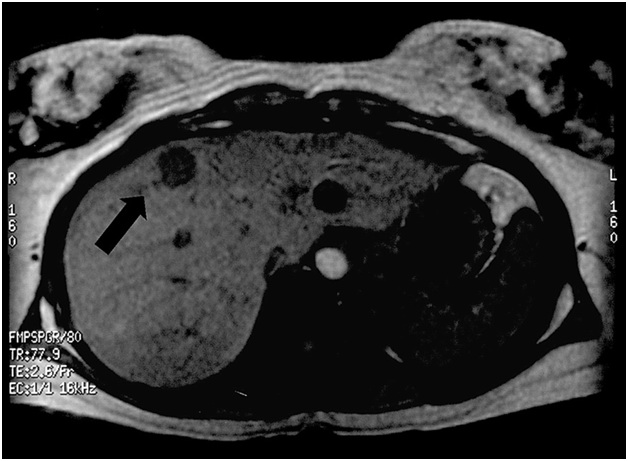 R
160
L
160
FMPSPGR/80
TR:77.9
TE:2.6/Fr
EC:1/1 16kHz